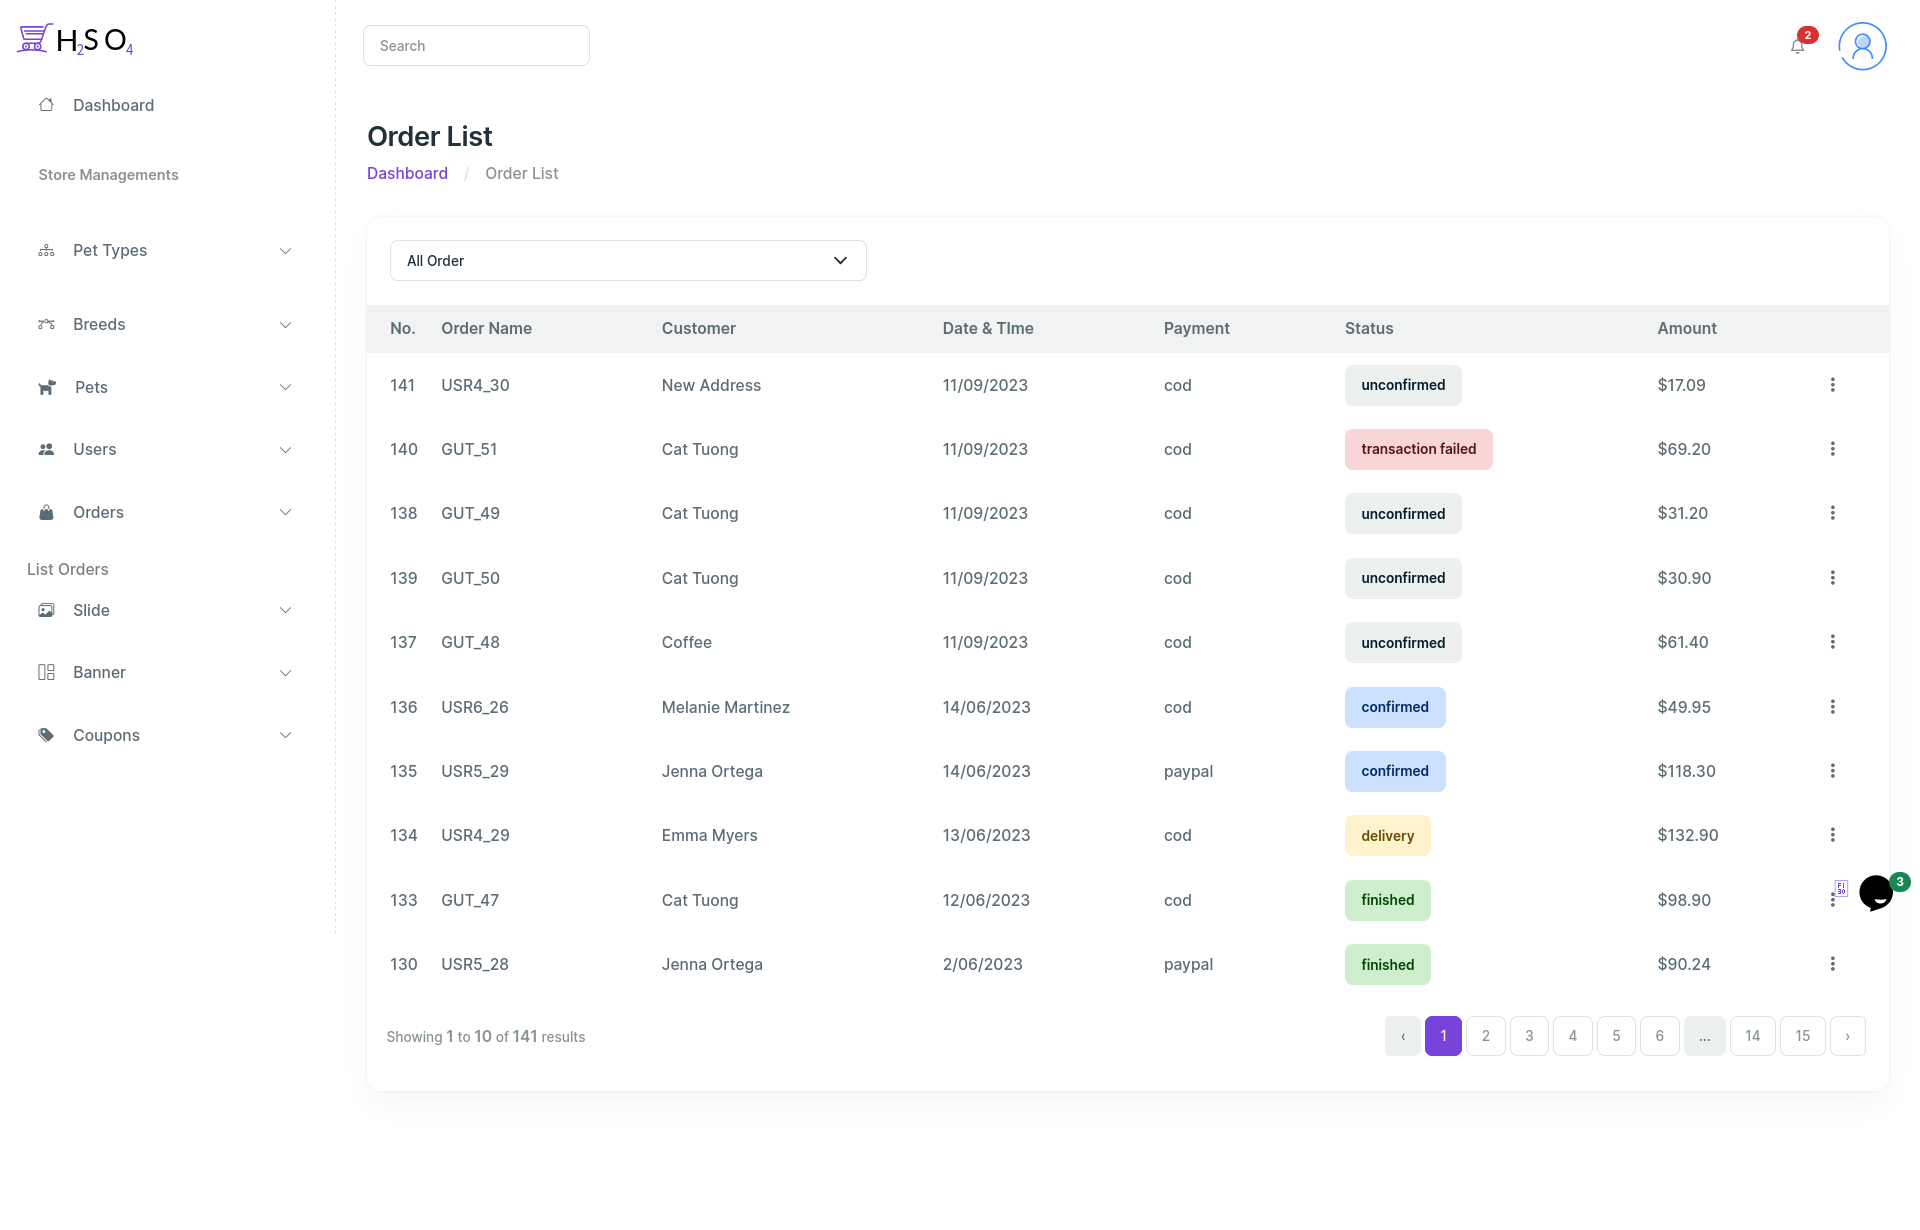 H2SO4
Search
2
Dashboard
Store Managements
Pet Types
Breeds
Pets
Users
Orders
List Orders
Slide
Banner
Coupons
Order List
Dashboard / Order List
All Order
No. Order Name Customer Date & TIme Payment Status Amount
141 USR4_30 New Address 11/09/2023 cod unconfirmed $17.09
140 GUT_51 Cat Tuong 11/09/2023 cod transaction failed $69.20
138 GUT_49 Cat Tuong 11/09/2023 cod unconfirmed $31.20
139 GUT_50 Cat Tuong 11/09/2023 cod unconfirmed $30.90
137 GUT_48 Coffee 11/09/2023 cod unconfirmed $61.40
136 USR6_26 Melanie Martinez 14/06/2023 cod confirmed $49.95
135 USR5_29 Jenna Ortega 14/06/2023 paypal confirmed $118.30
134 USR4_29 Emma Myers 13/06/2023 cod delivery $132.90
133 GUT_47 Cat Tuong 12/06/2023 cod finished $98.90
3
130 USR5_28 Jenna Ortega 2/06/2023 paypal finished $90.24
Showing 1 to 10 of 141 results
‹ 1 2 3 4 5 6 ... 14 15 ›